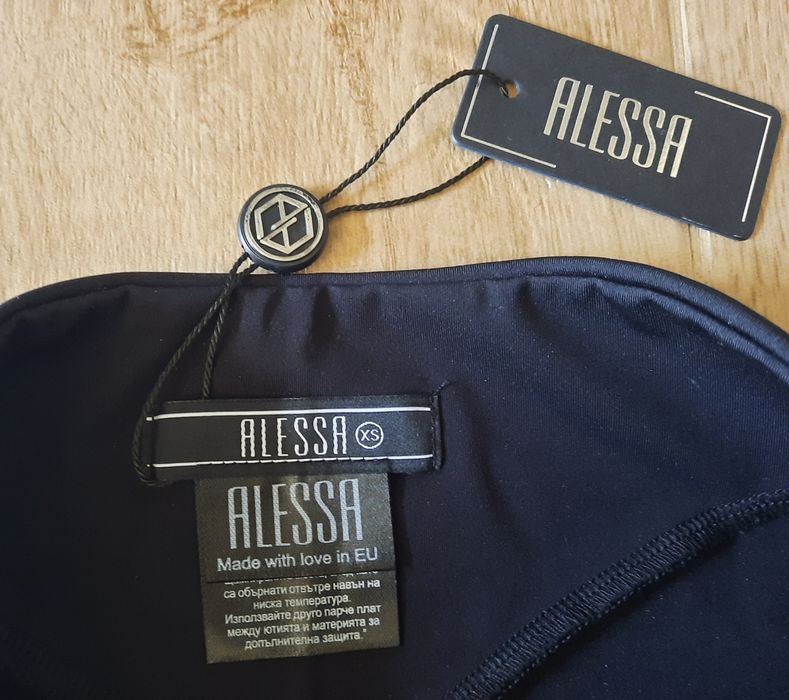 ALESSA
ALESSA XS
ALESSA
Made with love in EU
са обърнати отвътре навън на
ниска температура.
Използвайте друго парче плат
между ютията и материята за
допълнителна защита."